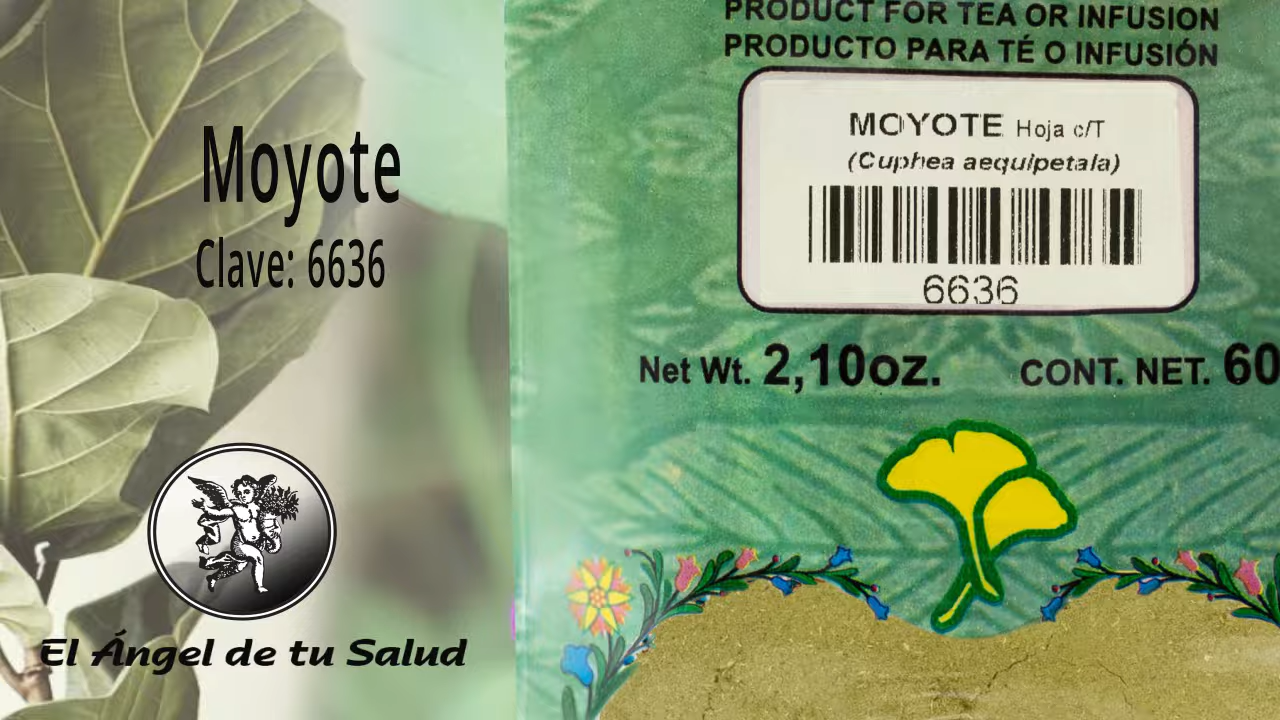 Moyote
Clave: 6636
El Ángel de tu Salud
PRODUCT FOR TEA OR INFUSION
PRODUCTO PARA TÉ O INFUSIÓN
MOYOTE Hoja c/T
(Cuphea aequipetala)
6636
Net Wt. 2,10oz. CONT. NET. 60